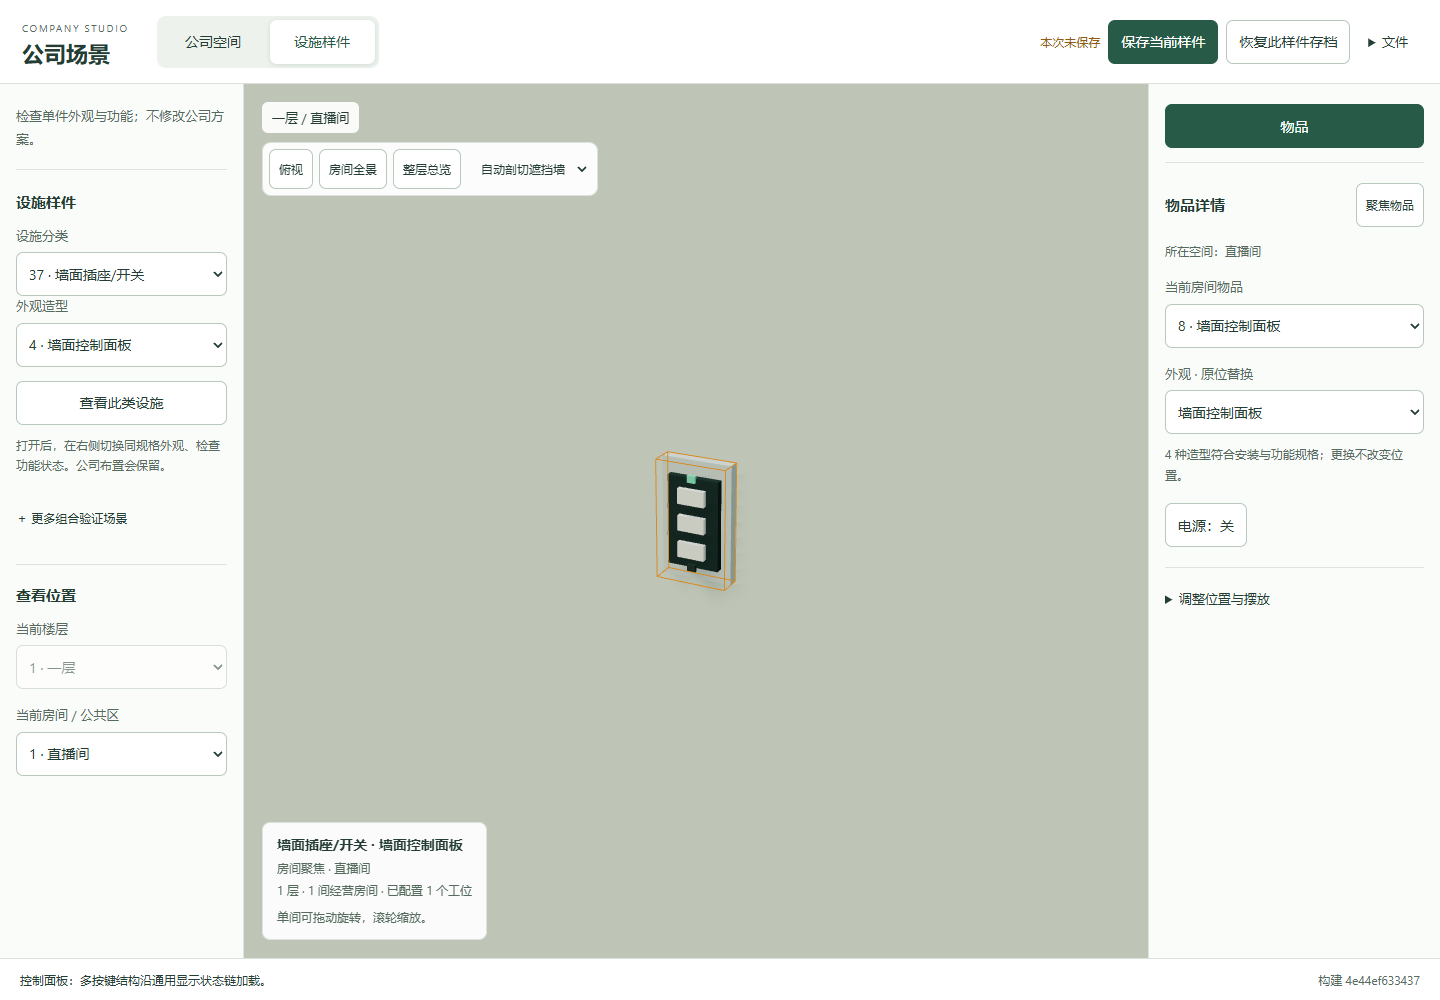 COMPANY STUDIO
公司场景
公司空间
设施样件
本次未保存
保存当前样件
恢复此样件存档
▶ 文件
检查单件外观与功能；不修改公司方
案。
设施样件
设施分类
37 · 墙面插座/开关
外观造型
4 · 墙面控制面板
查看此类设施
打开后，在右侧切换同规格外观、检查
功能状态。公司布置会保留。
+ 更多组合验证场景
查看位置
当前楼层
1 · 一层
当前房间 / 公共区
1 · 直播间
一层 / 直播间
俯视
房间全景
整层总览
自动剖切遮挡墙
墙面插座/开关 · 墙面控制面板
房间聚焦 · 直播间
1 层 · 1 间经营房间 · 已配置 1 个工位
单间可拖动旋转，滚轮缩放。
物品
物品详情
聚焦物品
所在空间：直播间
当前房间物品
8 · 墙面控制面板
外观 · 原位替换
墙面控制面板
4 种造型符合安装与功能规格；更换不改变位
置。
电源：关
▶ 调整位置与摆放
控制面板：多按键结构沿通用显示状态链加载。
构建 4e44ef633437